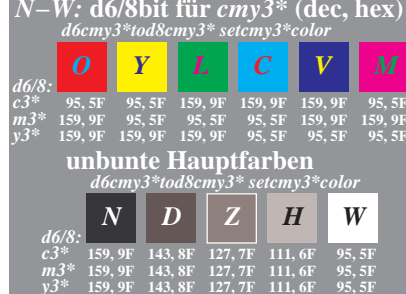 N–W: d6/8bit für cmy3* (dec, hex)
d6cmy3*tod8cmy3* setcmy3*color
O Y L C V M
d6/8:
c3* 95, 5F 95, 5F 159, 9F 159, 9F 159, 9F 95, 5F
m3* 159, 9F 95, 5F 95, 5F 95, 5F 159, 9F 159, 9F
y3* 159, 9F 159, 9F 159, 9F 95, 5F 95, 5F 95, 5F
unbunte Hauptfarben
d6cmy3*tod8cmy3* setcmy3*color
N D Z H W
d6/8:
c3* 159, 9F 143, 8F 127, 7F 111, 6F 95, 5F
m3* 159, 9F 143, 8F 127, 7F 111, 6F 95, 5F
y3* 159, 9F 143, 8F 127, 7F 111, 6F 95, 5F